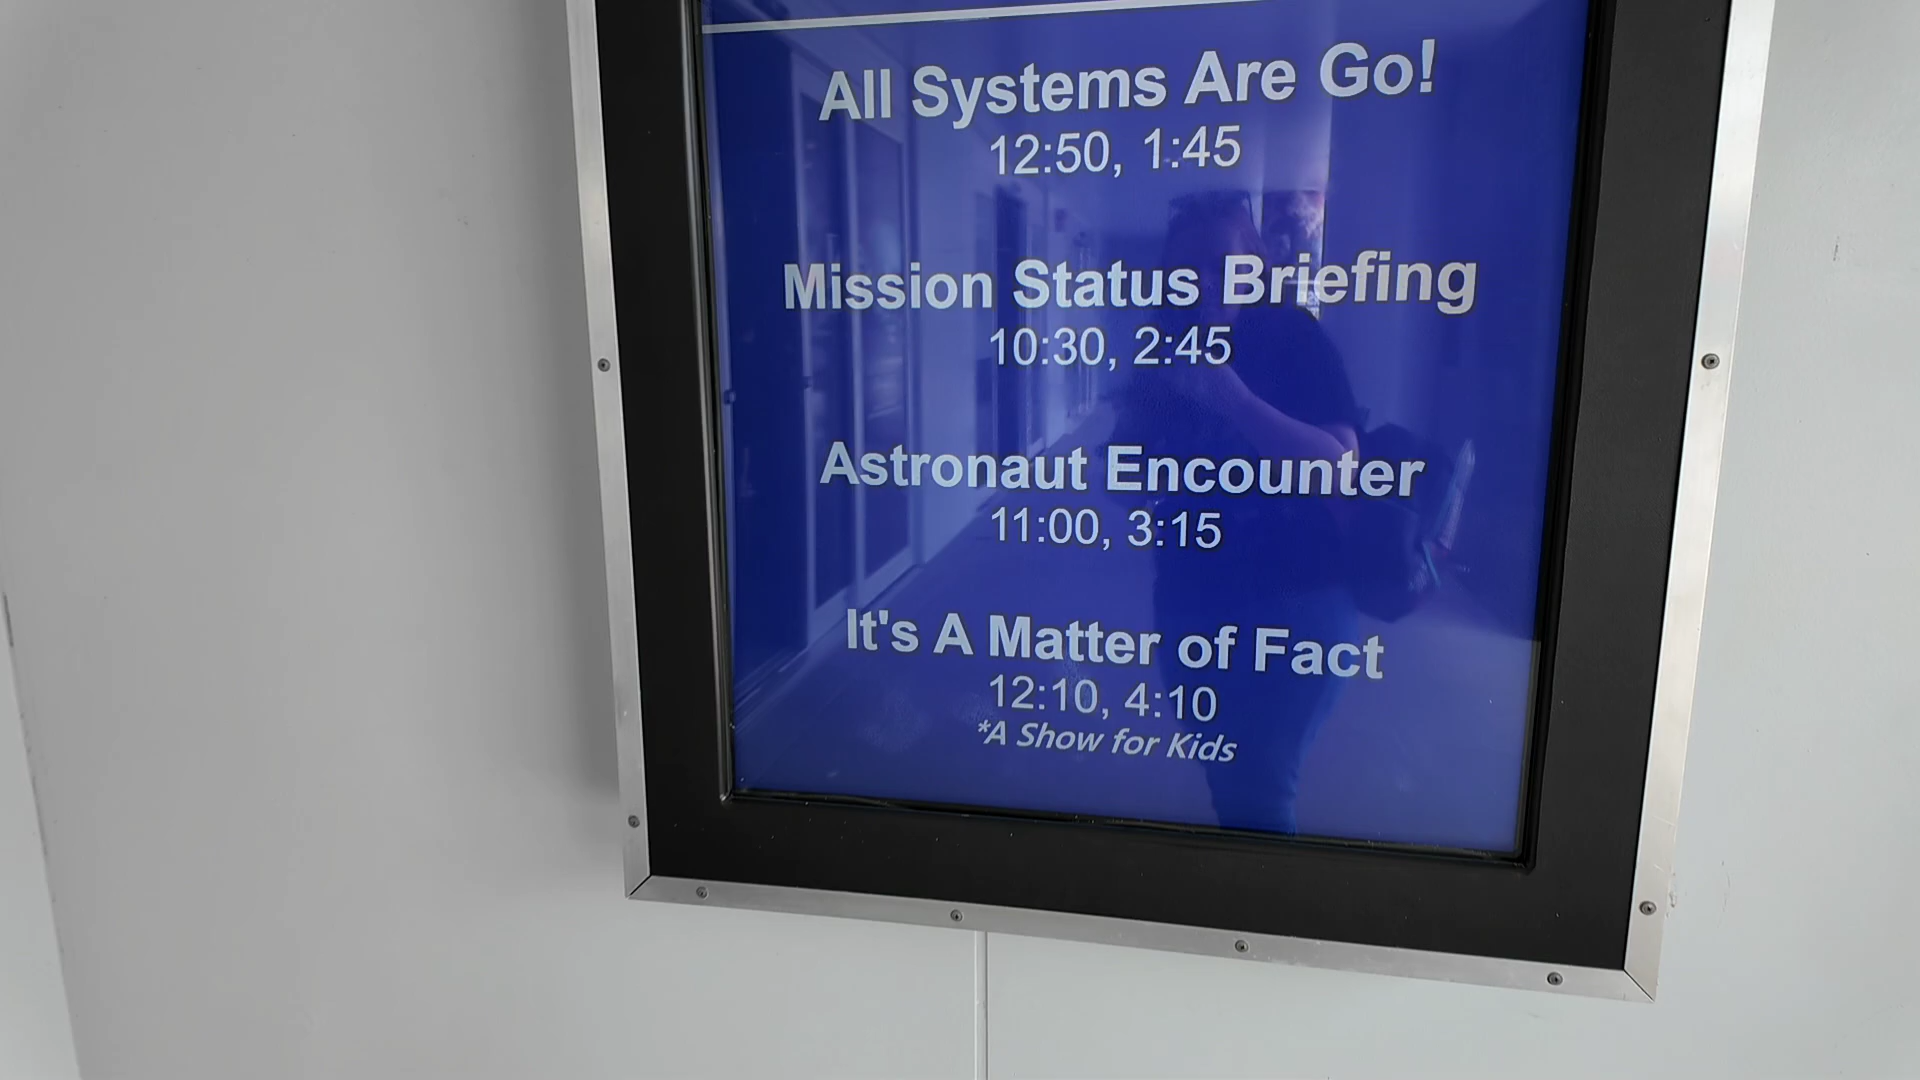 All Systems Are Go!
12:50, 1:45
Mission Status Briefing
10:30, 2:45
Astronaut Encounter
11:00, 3:15
It's A Matter of Fact
12:10, 4:10
*A Show for Kids